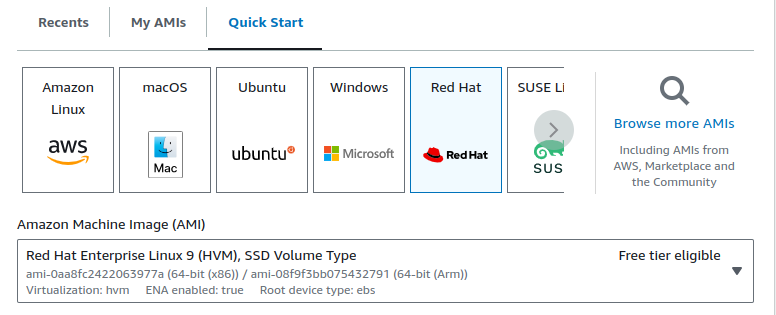 Recents
My AMIs
Quick Start
Amazon
Linux
aws
macOS
Mac
Ubuntu
ubuntu
Windows
Microsoft
Red Hat
Red Hat
SUSE Li
SUS
Browse more AMIs
Including AMIs from
AWS, Marketplace and
the Community
Amazon Machine Image (AMI)
Red Hat Enterprise Linux 9 (HVM), SSD Volume Type
Free tier eligible
ami-0aa8fc2422063977a (64-bit (x86)) / ami-08f9f3bb075432791 (64-bit (Arm))
Virtualization: hvm ENA enabled: true Root device type: ebs